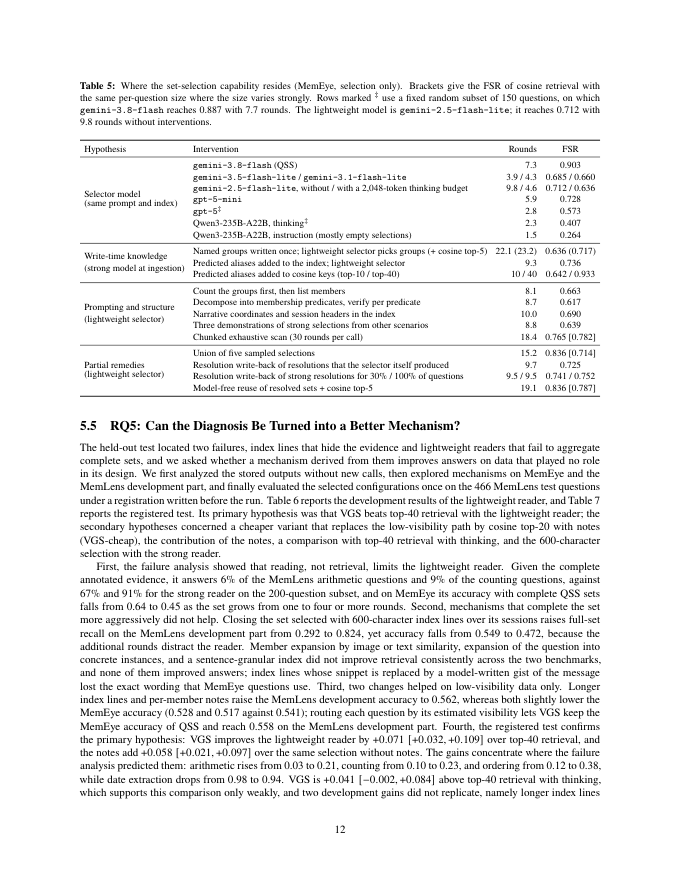 Table 5: Where the set-selection capability resides (MemEye, selection only). Brackets give the FSR of cosine retrieval with
the same per-question size where the size varies strongly. Rows marked ‡ use a fixed random subset of 150 questions, on which
gemini-3.8-flash reaches 0.887 with 7.7 rounds. The lightweight model is gemini-2.5-flash-lite; it reaches 0.712 with
9.8 rounds without interventions.
Hypothesis Intervention Rounds FSR
Selector model
(same prompt and index)
gemini-3.8-flash (QSS) 7.3 0.903
gemini-3.5-flash-lite / gemini-3.1-flash-lite 3.9 / 4.3 0.685 / 0.660
gemini-2.5-flash-lite, without / with a 2,048-token thinking budget 9.8 / 4.6 0.712 / 0.636
gpt-5-mini 5.9 0.728
gpt-5‡ 2.8 0.573
Qwen3-235B-A22B, thinking‡ 2.3 0.407
Qwen3-235B-A22B, instruction (mostly empty selections) 1.5 0.264
Write-time knowledge
(strong model at ingestion)
Named groups written once; lightweight selector picks groups (+ cosine top-5) 22.1 (23.2) 0.636 (0.717)
Predicted aliases added to the index; lightweight selector 9.3 0.736
Predicted aliases added to cosine keys (top-10 / top-40) 10 / 40 0.642 / 0.933
Prompting and structure
(lightweight selector)
Count the groups first, then list members 8.1 0.663
Decompose into membership predicates, verify per predicate 8.7 0.617
Narrative coordinates and session headers in the index 10.0 0.690
Three demonstrations of strong selections from other scenarios 8.8 0.639
Chunked exhaustive scan (30 rounds per call) 18.4 0.765 [0.782]
Partial remedies
(lightweight selector)
Union of five sampled selections 15.2 0.836 [0.714]
Resolution write-back of resolutions that the selector itself produced 9.7 0.725
Resolution write-back of strong resolutions for 30% / 100% of questions 9.5 / 9.5 0.741 / 0.752
Model-free reuse of resolved sets + cosine top-5 19.1 0.836 [0.787]
5.5 RQ5: Can the Diagnosis Be Turned into a Better Mechanism?
The held-out test located two failures, index lines that hide the evidence and lightweight readers that fail to aggregate
complete sets, and we asked whether a mechanism derived from them improves answers on data that played no role
in its design. We first analyzed the stored outputs without new calls, then explored mechanisms on MemEye and the
MemLens development part, and finally evaluated the selected configurations once on the 466 MemLens test questions
under a registration written before the run. Table 6 reports the development results of the lightweight reader, and Table 7
reports the registered test. Its primary hypothesis was that VGS beats top-40 retrieval with the lightweight reader; the
secondary hypotheses concerned a cheaper variant that replaces the low-visibility path by cosine top-20 with notes
(VGS-cheap), the contribution of the notes, a comparison with top-40 retrieval with thinking, and the 600-character
selection with the strong reader.
First, the failure analysis showed that reading, not retrieval, limits the lightweight reader. Given the complete
annotated evidence, it answers 6% of the MemLens arithmetic questions and 9% of the counting questions, against
67% and 91% for the strong reader on the 200-question subset, and on MemEye its accuracy with complete QSS sets
falls from 0.64 to 0.45 as the set grows from one to four or more rounds. Second, mechanisms that complete the set
more aggressively did not help. Closing the set selected with 600-character index lines over its sessions raises full-set
recall on the MemLens development part from 0.292 to 0.824, yet accuracy falls from 0.549 to 0.472, because the
additional rounds distract the reader. Member expansion by image or text similarity, expansion of the question into
concrete instances, and a sentence-granular index did not improve retrieval consistently across the two benchmarks,
and none of them improved answers; index lines whose snippet is replaced by a model-written gist of the message
lost the exact wording that MemEye questions use. Third, two changes helped on low-visibility data only. Longer
index lines and per-member notes raise the MemLens development accuracy to 0.562, whereas both slightly lower the
MemEye accuracy (0.528 and 0.517 against 0.541); routing each question by its estimated visibility lets VGS keep the
MemEye accuracy of QSS and reach 0.558 on the MemLens development part. Fourth, the registered test confirms
the primary hypothesis: VGS improves the lightweight reader by +0.071 [+0.032, +0.109] over top-40 retrieval, and
the notes add +0.058 [+0.021, +0.097] over the same selection without notes. The gains concentrate where the failure
analysis predicted them: arithmetic rises from 0.03 to 0.21, counting from 0.10 to 0.23, and ordering from 0.12 to 0.38,
while date extraction drops from 0.98 to 0.94. VGS is +0.041 [−0.002, +0.084] above top-40 retrieval with thinking,
which supports this comparison only weakly, and two development gains did not replicate, namely longer index lines
12